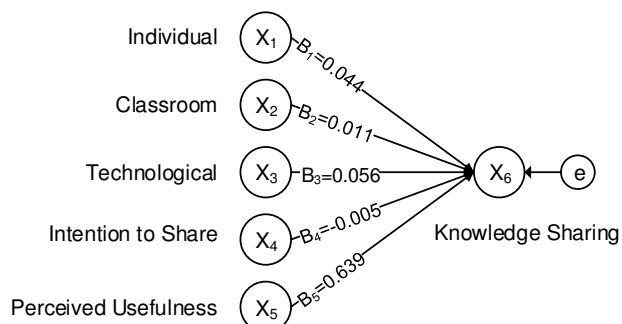 Individual X₁ B₁=0.044
Classroom X₂ B₂=0.011
Technological X₃ B₃=0.056 X₆ e
Intention to Share X₄ B₄=-0.005 Knowledge Sharing
Perceived Usefulness X₅ B₅=0.639